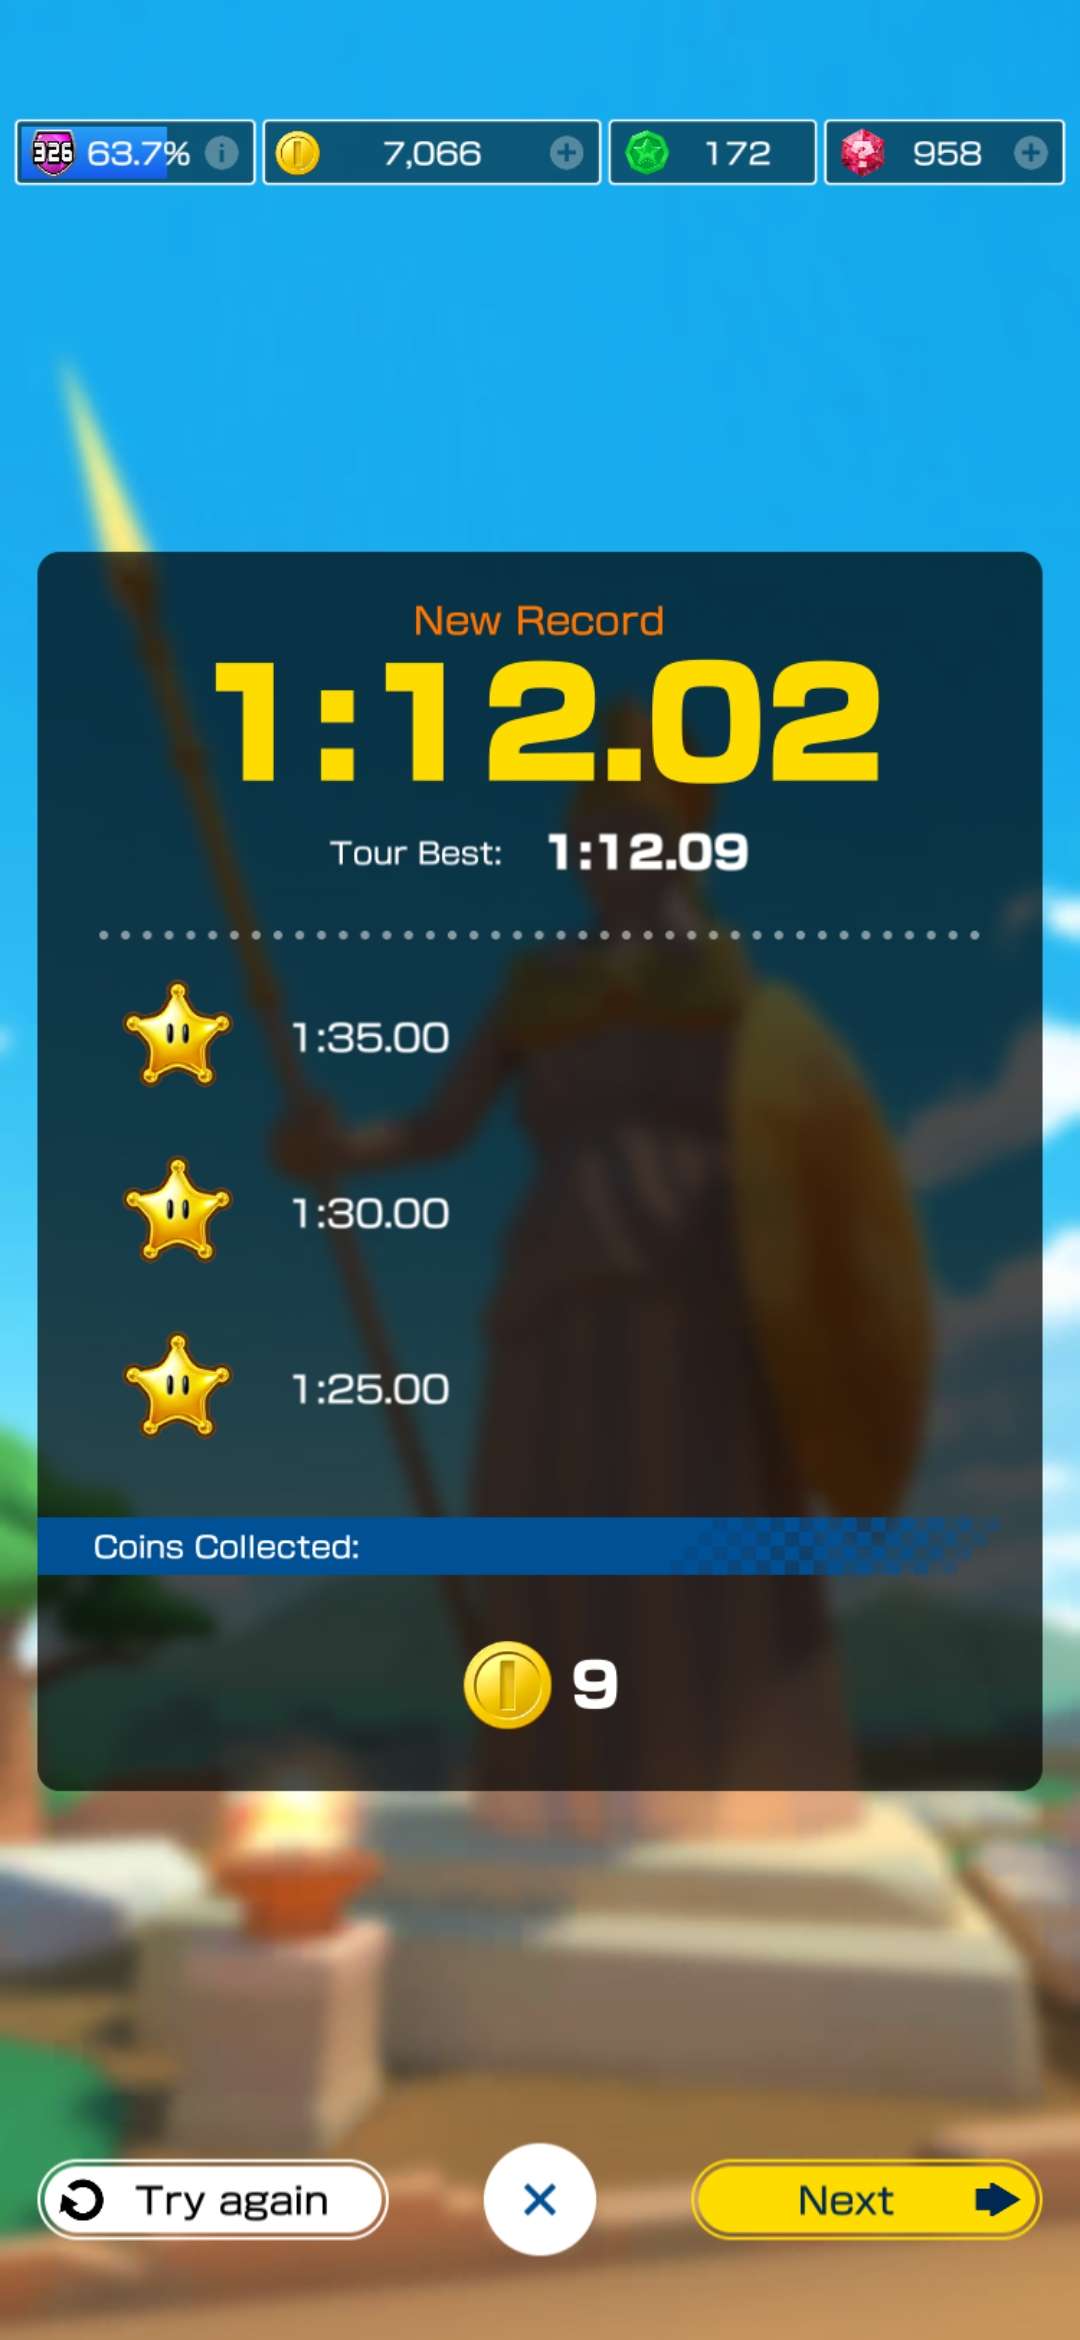 326 63.7% i 7,066 + 172 ? 958 +
New Record
1:12.02
Tour Best: 1:12.09
1:35.00
1:30.00
1:25.00
Coins Collected:
9
Try again × Next